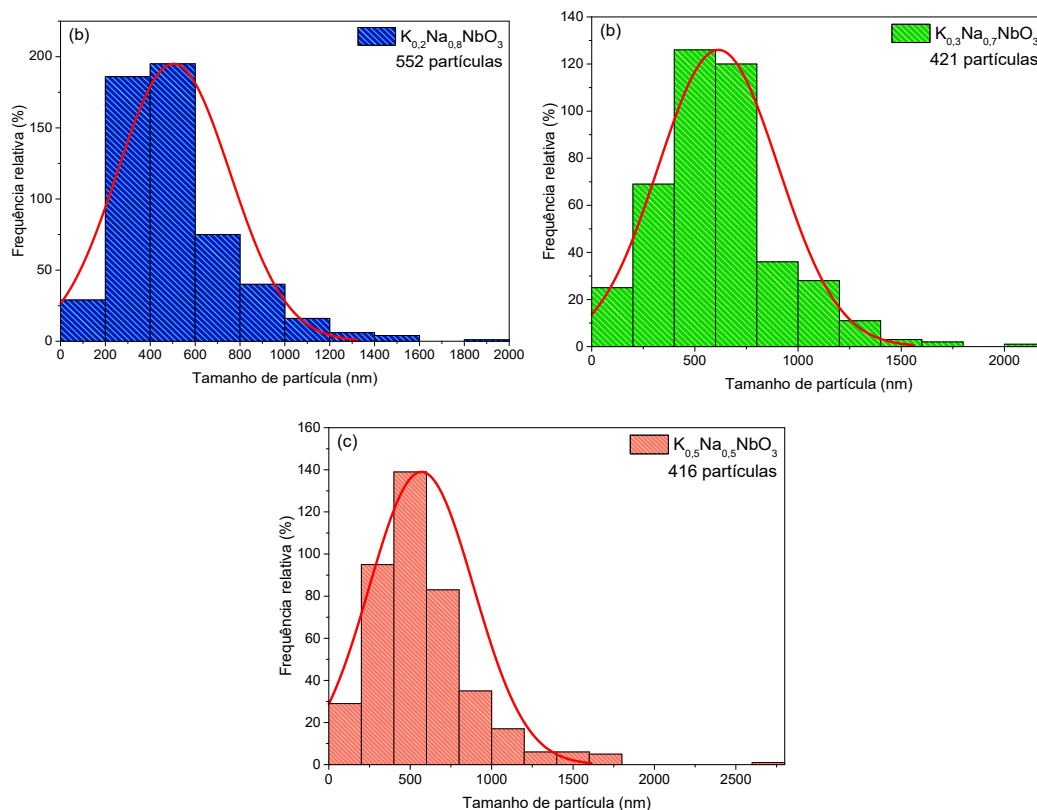 (b)
K0,2Na0,8NbO3
552 partículas
200
150
100
50
0
Frequência relativa (%)
0 200 400 600 800 1000 1200 1400 1600 1800 2000
Tamanho de partícula (nm)
(b)
K0,3Na0,7NbO3
421 partículas
140
120
100
80
60
40
20
0
Frequência relativa (%)
0 500 1000 1500 2000
Tamanho de partícula (nm)
(c)
K0,5Na0,5NbO3
416 partículas
160
140
120
100
80
60
40
20
0
Frequência relativa (%)
0 500 1000 1500 2000 2500
Tamanho de partícula (nm)